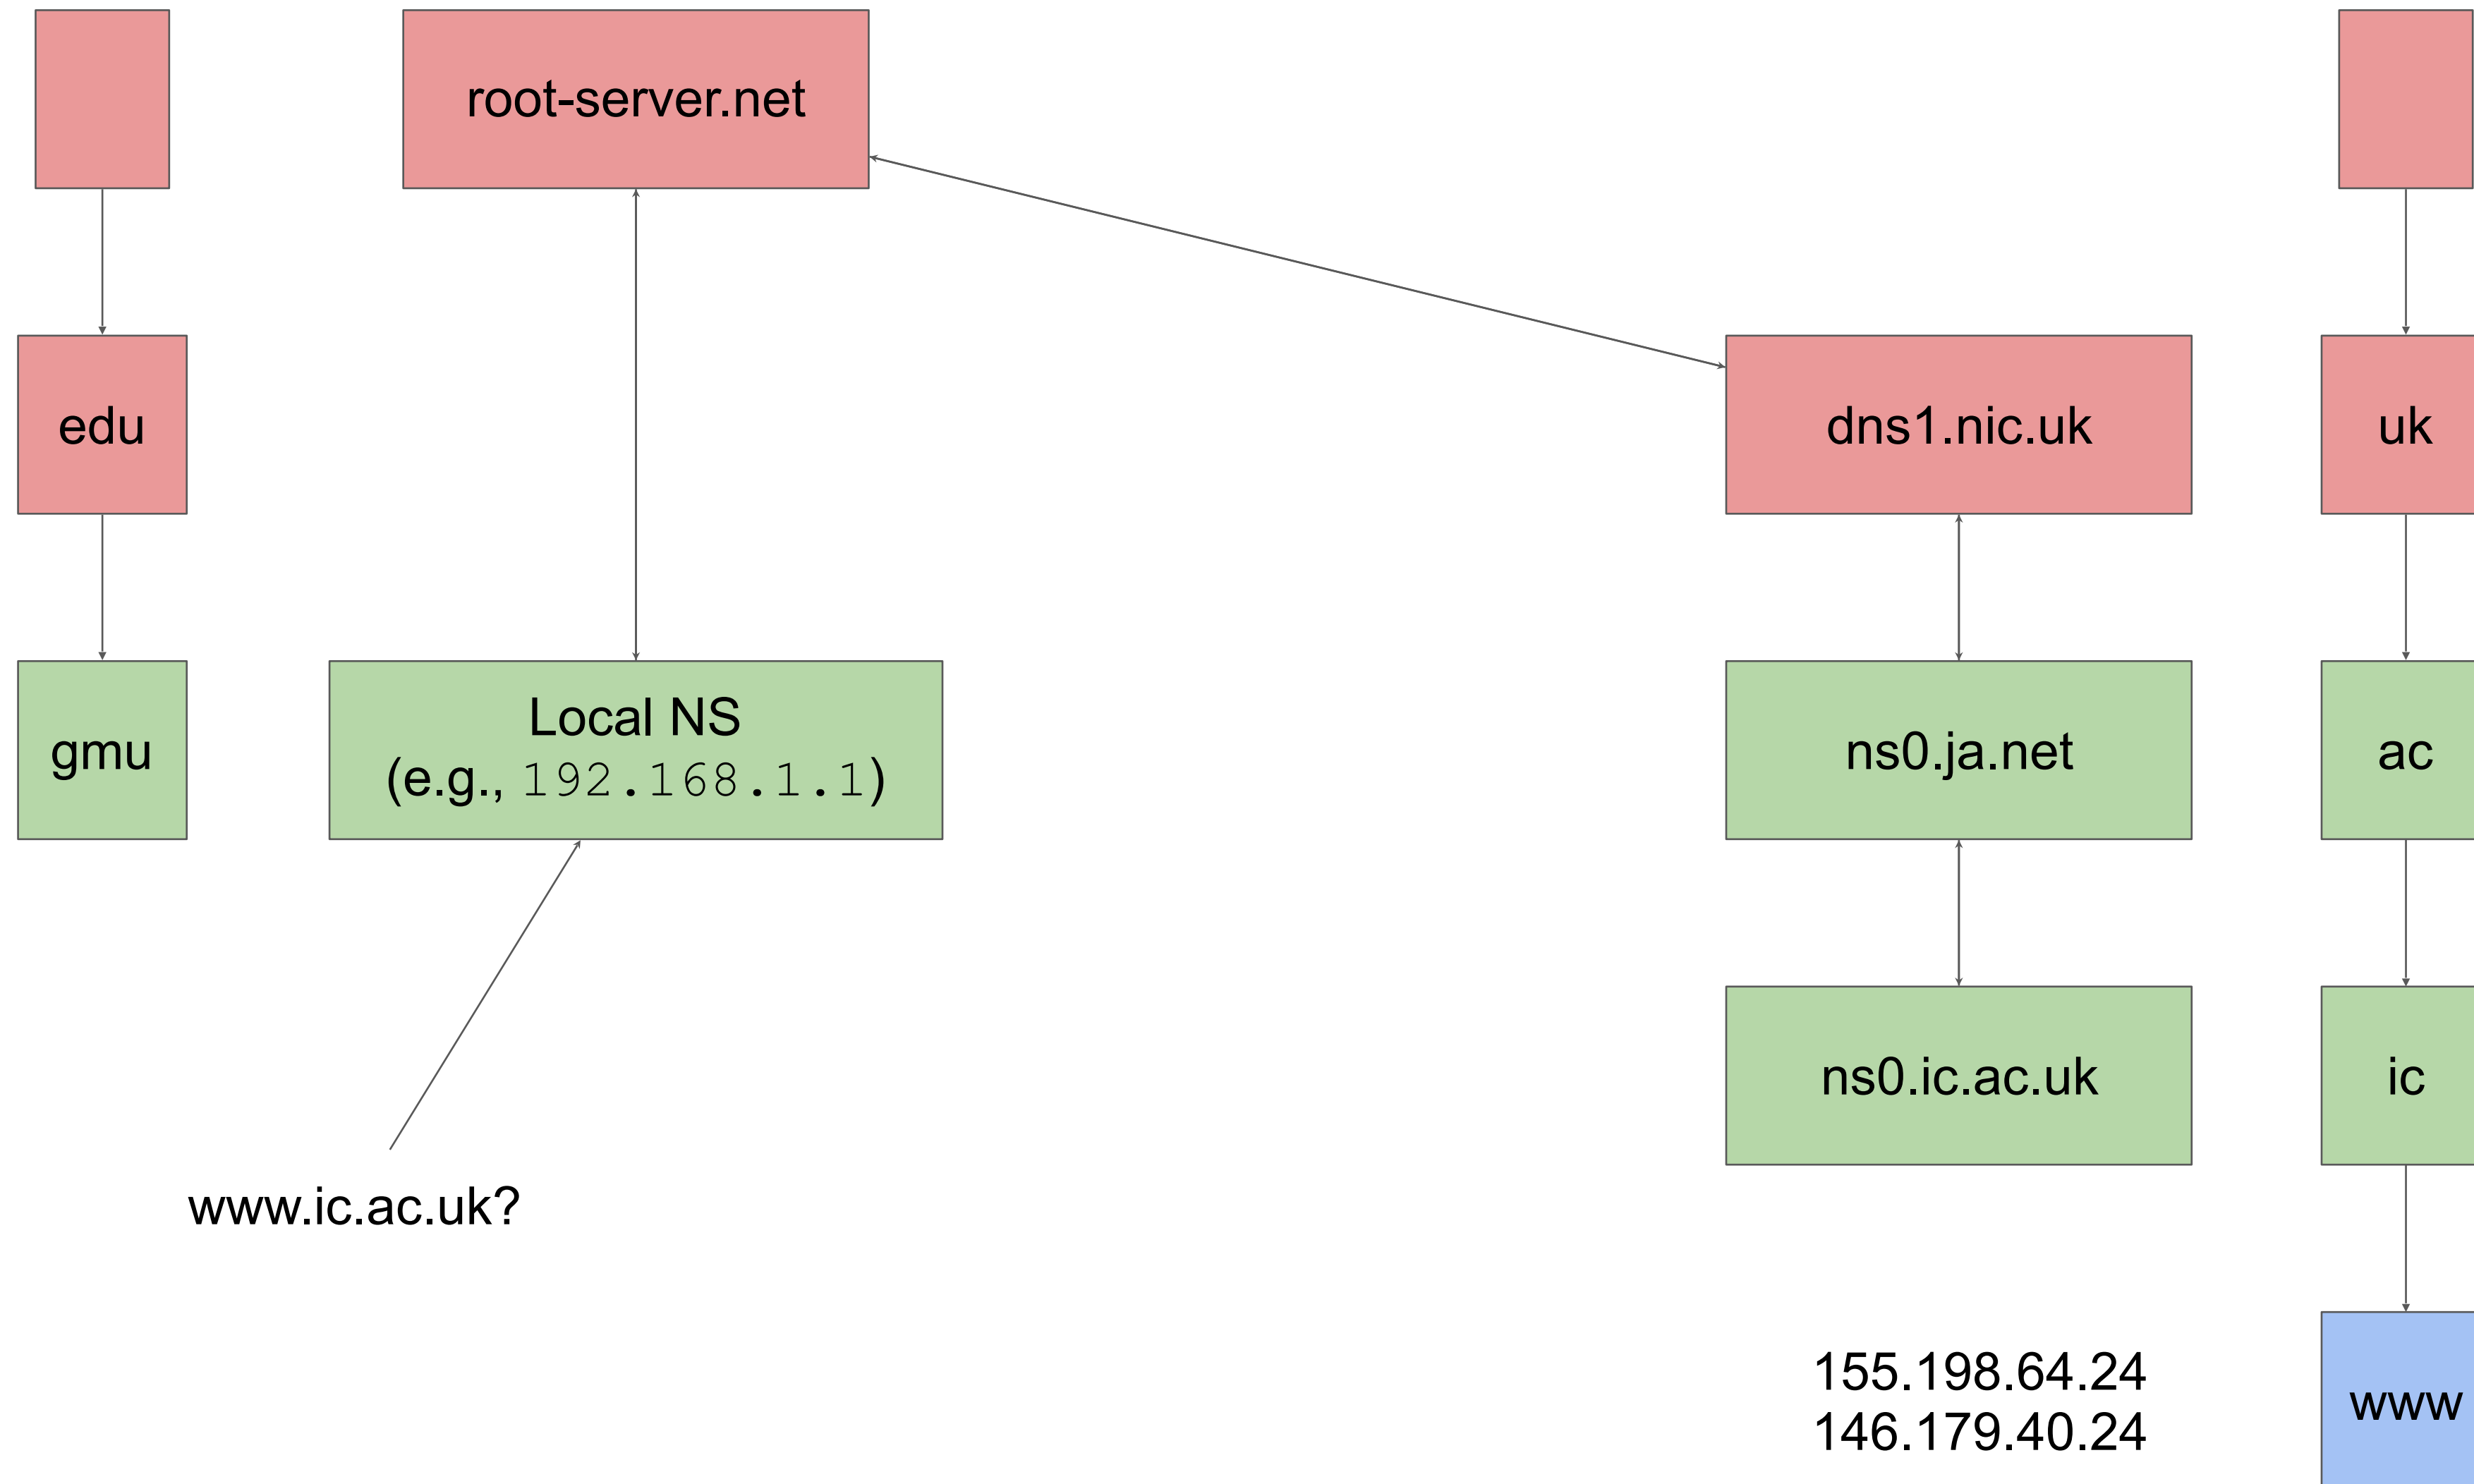 root-server.net
edu
dns1.nic.uk
uk
gmu
Local NS
(e.g., 192.168.1.1)
ns0.ja.net
ac
ns0.ic.ac.uk
ic
www.ic.ac.uk?
155.198.64.24
146.179.40.24
www